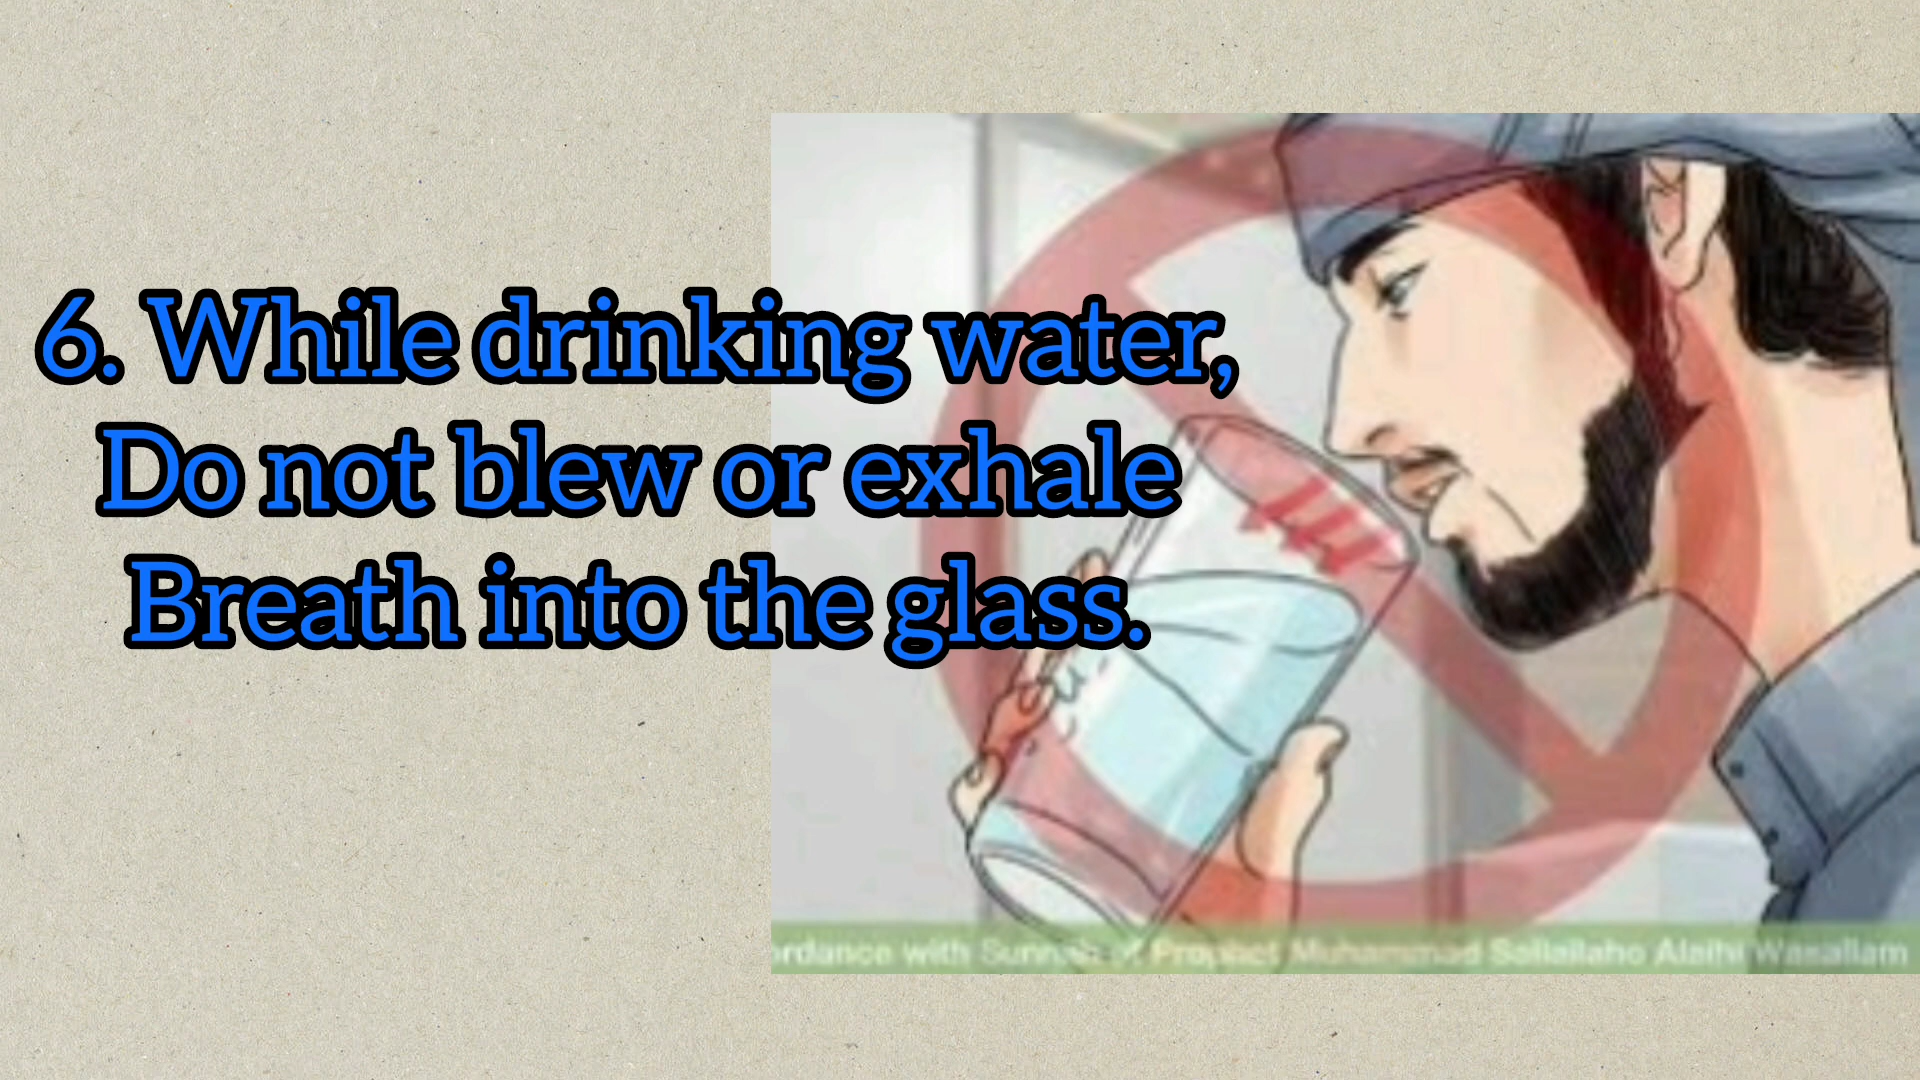 6. While drinking water,
Do not blew or exhale
Breath into the glass.
ordance with Sunnah of Prophet Muhammad Sallallaho Alaihi Wasallam